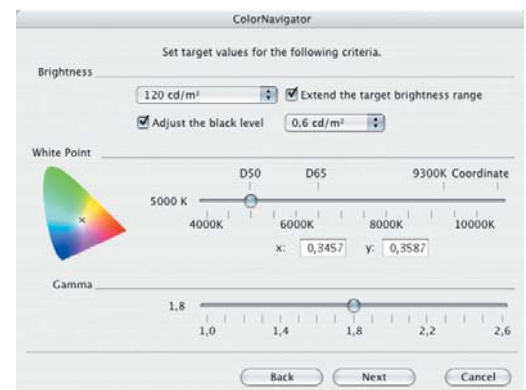 ColorNavigator
Set target values for the following criteria.
Brightness
120 cd/m² Extend the target brightness range
Adjust the black level 0,6 cd/m²
White Point
D50 D65 9300K Coordinate
5000 K
4000K 6000K 8000K 10000K
x: 0,3457 y: 0,3587
Gamma
1,8
1,0 1,4 1,8 2,2 2,6
Back Next Cancel